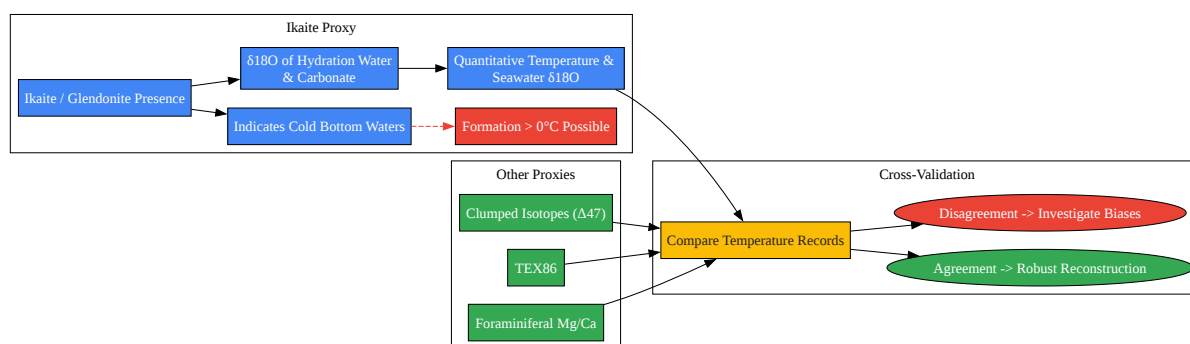 Ikaite Proxy
Ikaite / Glendonite Presence
δ18O of Hydration Water
& Carbonate
Quantitative Temperature &
Seawater δ18O
Indicates Cold Bottom Waters
Formation > 0°C Possible
Other Proxies
Clumped Isotopes (Δ47)
TEX86
Foraminiferal Mg/Ca
Cross-Validation
Compare Temperature Records
Disagreement -> Investigate Biases
Agreement -> Robust Reconstruction